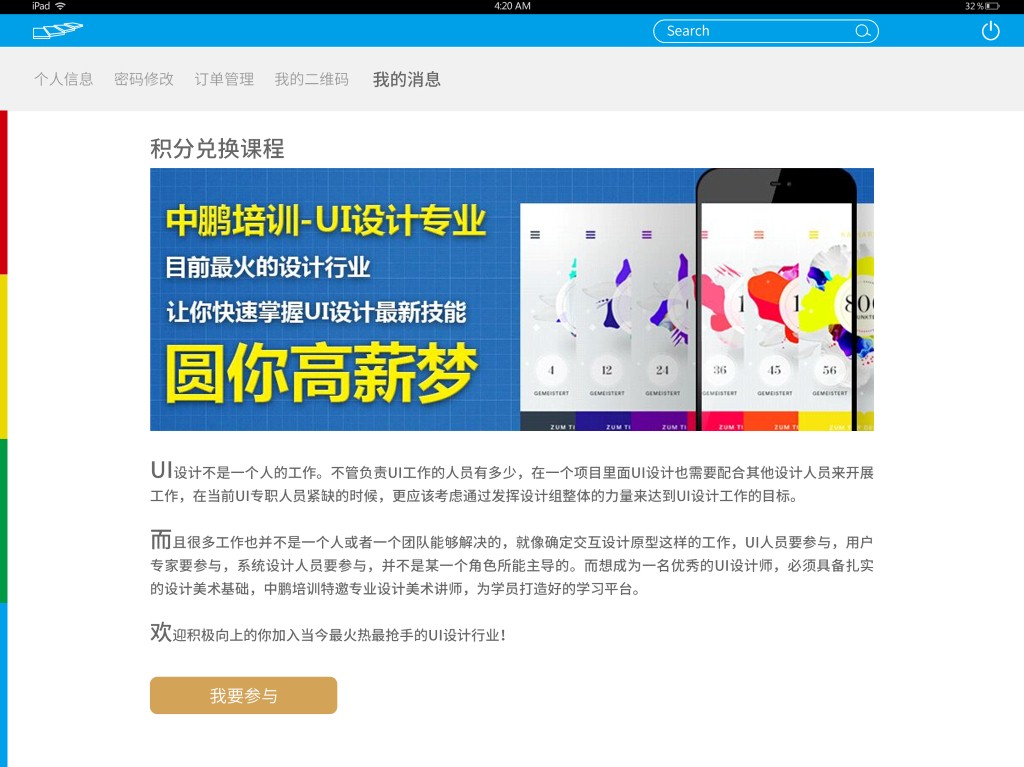 iPad 4:20 AM 32%
Search
个人信息 密码修改 订单管理 我的二维码 我的消息
积分兑换课程
中鹏培训-UI设计专业
目前最火的设计行业
让你快速掌握UI设计最新技能
圆你高薪梦
1 1 800
4 12 24 36 45 56
GEMEISTERT GEMEISTERT GEMEISTERT GEMEISTERT GEMEISTERT GEMEISTERT
ZUM TI ZUM TI ZUM TI ZUM TI ZUM TI
UI设计不是一个人的工作。不管负责UI工作的人员有多少，在一个项目里面UI设计也需要配合其他设计人员来开展
工作，在当前UI专职人员紧缺的时候，更应该考虑通过发挥设计组整体的力量来达到UI设计工作的目标。
而且很多工作也并不是一个人或者一个团队能够解决的，就像确定交互设计原型这样的工作，UI人员要参与，用户
专家要参与，系统设计人员要参与，并不是某一个角色所能主导的。而想成为一名优秀的UI设计师，必须具备扎实
的设计美术基础，中鹏培训特邀专业设计美术讲师，为学员打造好的学习平台。
欢迎积极向上的你加入当今最火热最抢手的UI设计行业！
我要参与